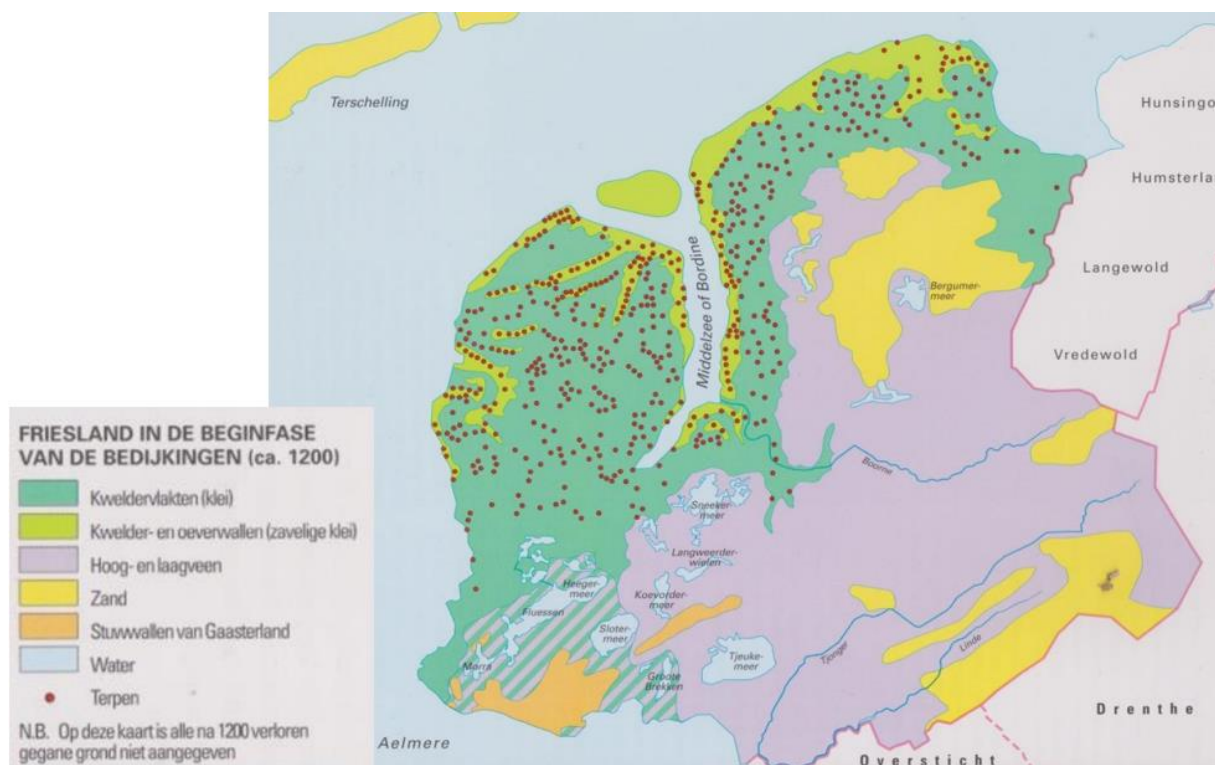 Terschelling
Hunsingo
Humsterla
Langewold
Vredewold
Middelzee of Bordine
Bergumer-
meer
Boorne
Sneeker-
meer
Langweerder-
wielen
Koevorder-
meer
Heeger-
meer
Fluessen
Sloter-
meer
Morra
Groote
Brekken
Tjeuke-
meer
Tjonger
Linde
Drenthe
Oversticht
Aelmere
FRIESLAND IN DE BEGINFASE
VAN DE BEDIJKINGEN (ca. 1200)
Kweldervlakten (klei)
Kwelder- en oeverwallen (zavelige klei)
Hoog- en laagveen
Zand
Stuwwallen van Gaasterland
Water
Terpen
N.B. Op deze kaart is alle na 1200 verloren
gegane grond niet aangegeven